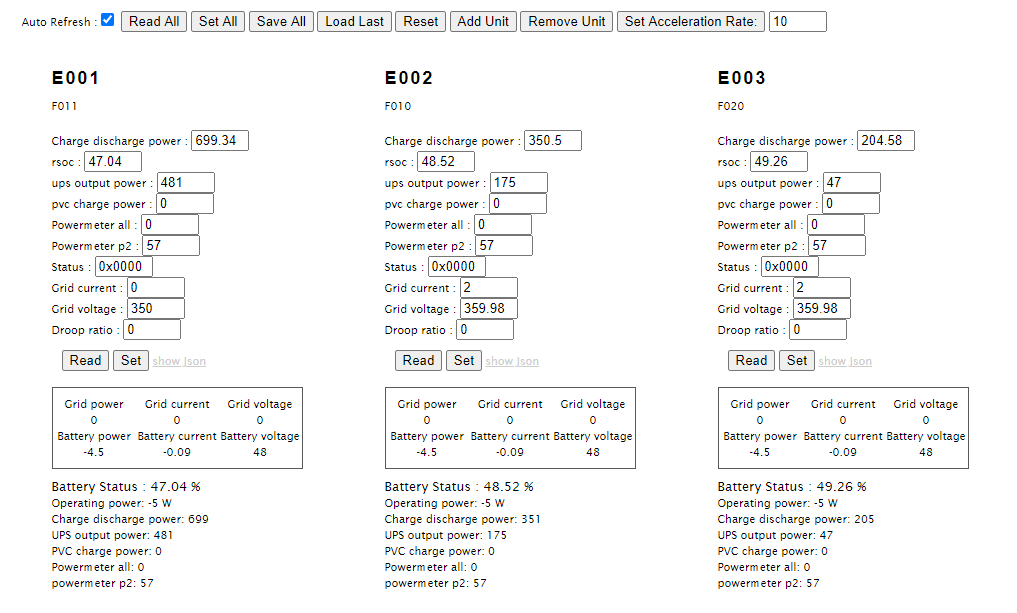 Auto Refresh : Read All Set All Save All Load Last Reset Add Unit Remove Unit Set Acceleration Rate: 10
E001
F011
Charge discharge power : 699.34
rsoc : 47.04
ups output power : 481
pvc charge power : 0
Powermeter all : 0
Powermeter p2 : 57
Status : 0x0000
Grid current : 0
Grid voltage : 350
Droop ratio : 0
Read Set show Json
Grid power Grid current Grid voltage
0 0 0
Battery power Battery current Battery voltage
-4.5 -0.09 48
Battery Status : 47.04 %
Operating power: -5 W
Charge discharge power: 699
UPS output power: 481
PVC charge power: 0
Powermeter all: 0
powermeter p2: 57
E002
F010
Charge discharge power : 350.5
rsoc : 48.52
ups output power : 175
pvc charge power : 0
Powermeter all : 0
Powermeter p2 : 57
Status : 0x0000
Grid current : 2
Grid voltage : 359.98
Droop ratio : 0
Read Set show Json
Grid power Grid current Grid voltage
0 0 0
Battery power Battery current Battery voltage
-4.5 -0.09 48
Battery Status : 48.52 %
Operating power: -5 W
Charge discharge power: 351
UPS output power: 175
PVC charge power: 0
Powermeter all: 0
powermeter p2: 57
E003
F020
Charge discharge power : 204.58
rsoc : 49.26
ups output power : 47
pvc charge power : 0
Powermeter all : 0
Powermeter p2 : 57
Status : 0x0000
Grid current : 2
Grid voltage : 359.98
Droop ratio : 0
Read Set show Json
Grid power Grid current Grid voltage
0 0 0
Battery power Battery current Battery voltage
-4.5 -0.09 48
Battery Status : 49.26 %
Operating power: -5 W
Charge discharge power: 205
UPS output power: 47
PVC charge power: 0
Powermeter all: 0
powermeter p2: 57